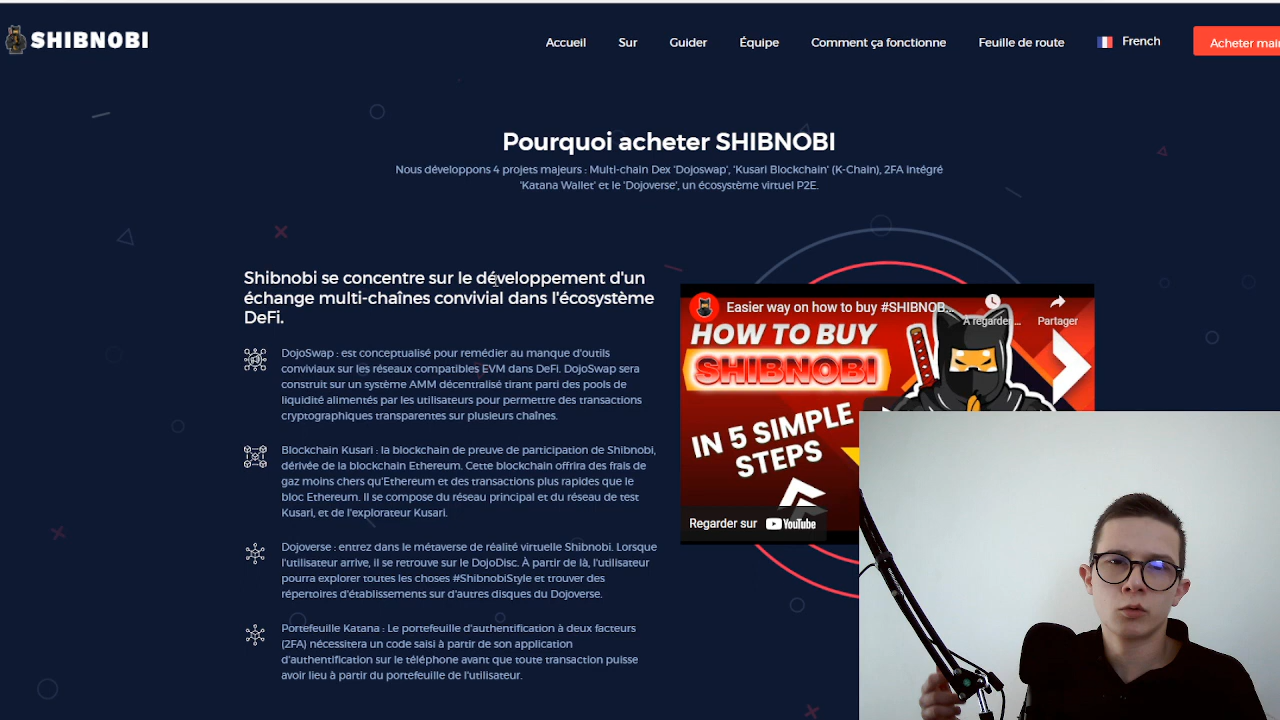 SHIBNOBI
Accueil
Sur
Guider
Équipe
Comment ça fonctionne
Feuille de route
French
Acheter
Pourquoi acheter SHIBNOBI
Nous développons 4 projets majeurs : Multi-chain Dex 'Dojoswap', 'Kusari Blockchain' (K-Chain), 2FA intégré
'Katana Wallet' et le 'Dojoverse', un écosystème virtuel P2E.
Shibnobi se concentre sur le développement d'un
échange multi-chaînes convivial dans l'écosystème
DeFi.
DojoSwap : est conceptualisé pour remédier au manque d'outils
conviviaux sur les réseaux compatibles EVM dans DeFi. DojoSwap sera
construit sur un système AMM décentralisé tirant parti des pools de
liquidité alimentés par les utilisateurs pour permettre des transactions
cryptographiques transparentes sur plusieurs chaînes.
Blockchain Kusari : la blockchain de preuve de participation de Shibnobi,
dérivée de la blockchain Ethereum. Cette blockchain offrira des frais de
gaz moins chers qu'Ethereum et des transactions plus rapides que le
bloc Ethereum. Il se compose du réseau principal et du réseau de test
Kusari, et de l'explorateur Kusari.
Dojoverse : entrez dans le métaverse de réalité virtuelle Shibnobi. Lorsque
l'utilisateur arrive, il se retrouve sur le DojoDisc. À partir de là, l'utilisateur
pourra explorer toutes les choses #ShibnobiStyle et trouver des
répertoires d'établissements sur d'autres disques du Dojoverse.
Portefeuille Katana : Le portefeuille d'authentification à deux facteurs
(2FA) nécessitera un code saisi à partir de son application
d'authentification sur le téléphone avant que toute transaction puisse
avoir lieu à partir du portefeuille de l'utilisateur.
Easier way on how to buy #SHIBNOB...
À regarder ...
Partager
HOW TO BUY
SHIBNOBI
IN 5 SIMPLE
STEPS
Regarder sur YouTube